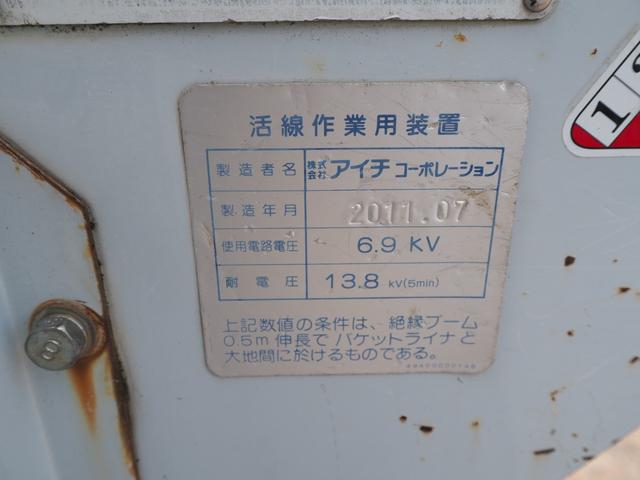 活線作業用装置
製造者名 株式会社 アイチ コーポレーション
製造年月 2011.07
使用電路電圧 6.9 KV
耐電圧 13.8 kV(5min)
上記数値の条件は、絶縁ブーム
0.5m 伸長で バケットライナと
大地間に於けるものである。
8
1